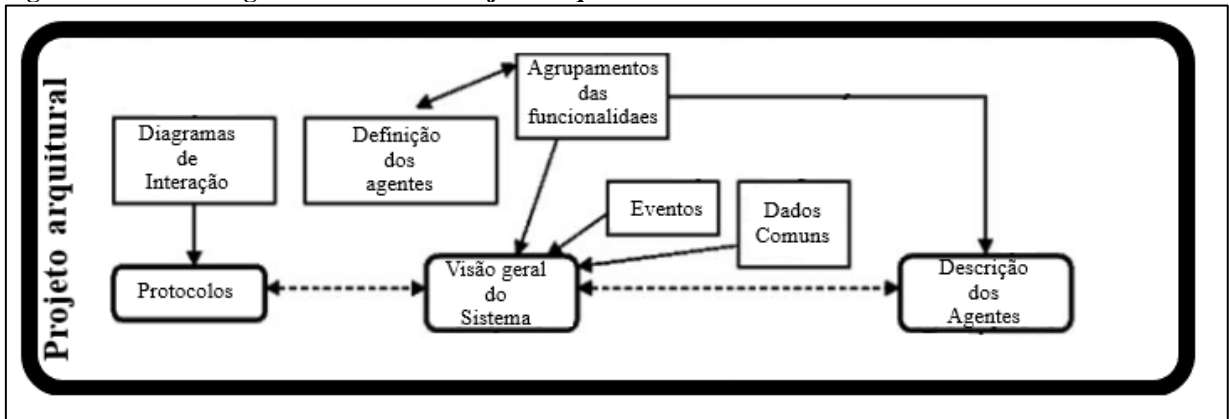 Projeto arquitural
Agrupamentos
das
funcionalidaes
Diagramas
de
Interação
Definição
dos
agentes
Eventos
Dados
Comuns
Protocolos
Visão geral
do
Sistema
Descrição
dos
Agentes